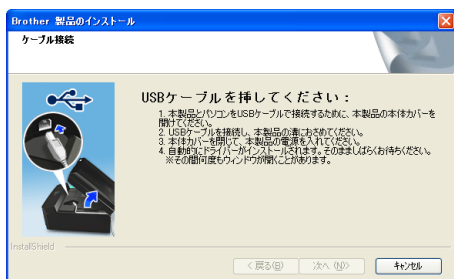 Brother 製品のインストール
ケーブル接続
USBケーブルを挿してください：
1. 本製品とパソコンをUSBケーブルで接続するために、本製品の本体カバーを
開けてください。
2. USBケーブルを接続し、本製品の溝におさめてください。
3. 本体カバーを閉じて、本製品の電源を入れてください。
4. 自動的にドライバーがインストールされます。そのまましばらくお待ちください。
※その間何度もウィンドウが開くことがあります。
InstallShield
< 戻る(B)
次へ (N)>
キャンセル